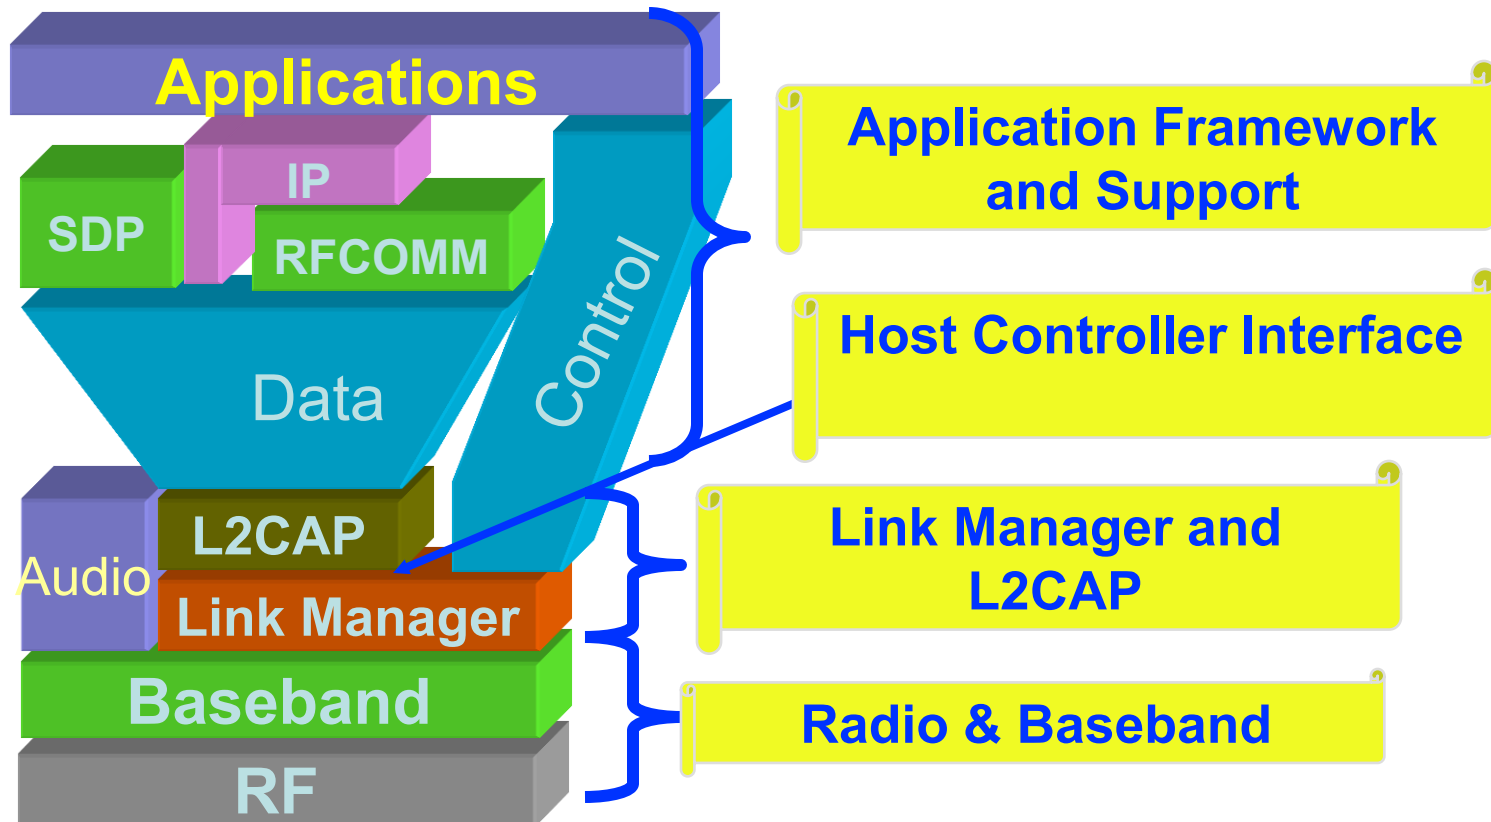 Applications
IP
SDP
RFCOMM
Control
Data
L2CAP
Audio
Link Manager
Baseband
RF
Application Framework
and Support
Host Controller Interface
Link Manager and
L2CAP
Radio & Baseband